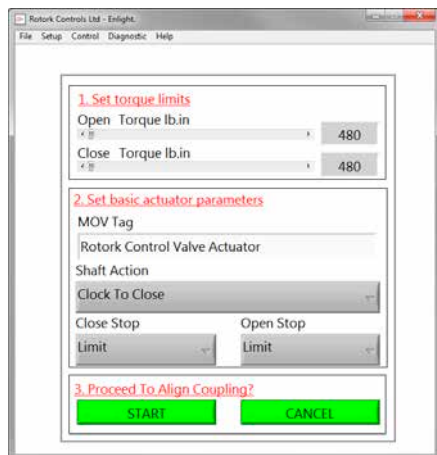 Rotork Controls Ltd - Enlight.
File Setup Control Diagnostic Help
1. Set torque limits
Open Torque lb.in
480
Close Torque lb.in
480
2. Set basic actuator parameters
MOV Tag
Rotork Control Valve Actuator
Shaft Action
Clock To Close
Close Stop Open Stop
Limit Limit
3. Proceed To Align Coupling?
START CANCEL